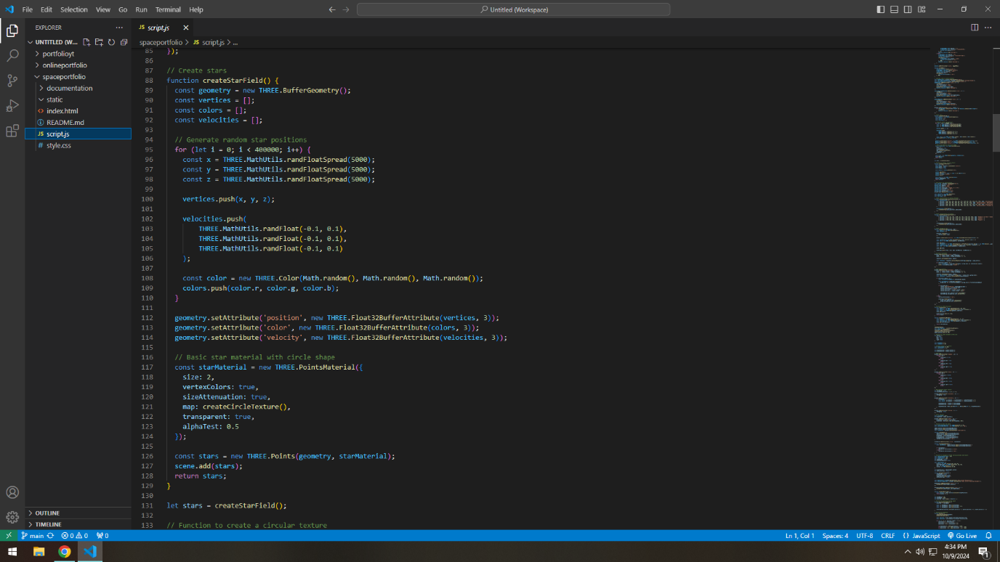 File Edit Selection View Go Run Terminal Help
Untitled (Workspace)
EXPLORER
UNTITLED (W...
portfolioyt
onlineportfolio
spaceportfolio
documentation
static
index.html
README.md
JS script.js
# style.css
OUTLINE
TIMELINE
JS script.js
spaceportfolio > JS script.js > ...
85 });
86
87 // Create stars
88 function createStarField() {
89 const geometry = new THREE.BufferGeometry();
90 const vertices = [];
91 const colors = [];
92 const velocities = [];
93
94 // Generate random star positions
95 for (let i = 0; i < 400000; i++) {
96 const x = THREE.MathUtils.randFloatSpread(5000);
97 const y = THREE.MathUtils.randFloatSpread(5000);
98 const z = THREE.MathUtils.randFloatSpread(5000);
99
100 vertices.push(x, y, z);
101
102 velocities.push(
103 THREE.MathUtils.randFloat(-0.1, 0.1),
104 THREE.MathUtils.randFloat(-0.1, 0.1),
105 THREE.MathUtils.randFloat(-0.1, 0.1)
106 );
107
108 const color = new THREE.Color(Math.random(), Math.random(), Math.random());
109 colors.push(color.r, color.g, color.b);
110 }
111
112 geometry.setAttribute('position', new THREE.Float32BufferAttribute(vertices, 3));
113 geometry.setAttribute('color', new THREE.Float32BufferAttribute(colors, 3));
114 geometry.setAttribute('velocity', new THREE.Float32BufferAttribute(velocities, 3));
115
116 // Basic star material with circle shape
117 const starMaterial = new THREE.PointsMaterial({
118 size: 2,
119 vertexColors: true,
120 sizeAttenuation: true,
121 map: createCircleTexture(),
122 transparent: true,
123 alphaTest: 0.5
124 });
125
126 const stars = new THREE.Points(geometry, starMaterial);
127 scene.add(stars);
128 return stars;
129 }
130
131 let stars = createStarField();
132
133 // Function to create a circular texture
main 0 0 0
Ln 1, Col 1 Spaces: 4 UTF-8 CRLF {} JavaScript Go Live
4:34 PM
10/9/2024
1